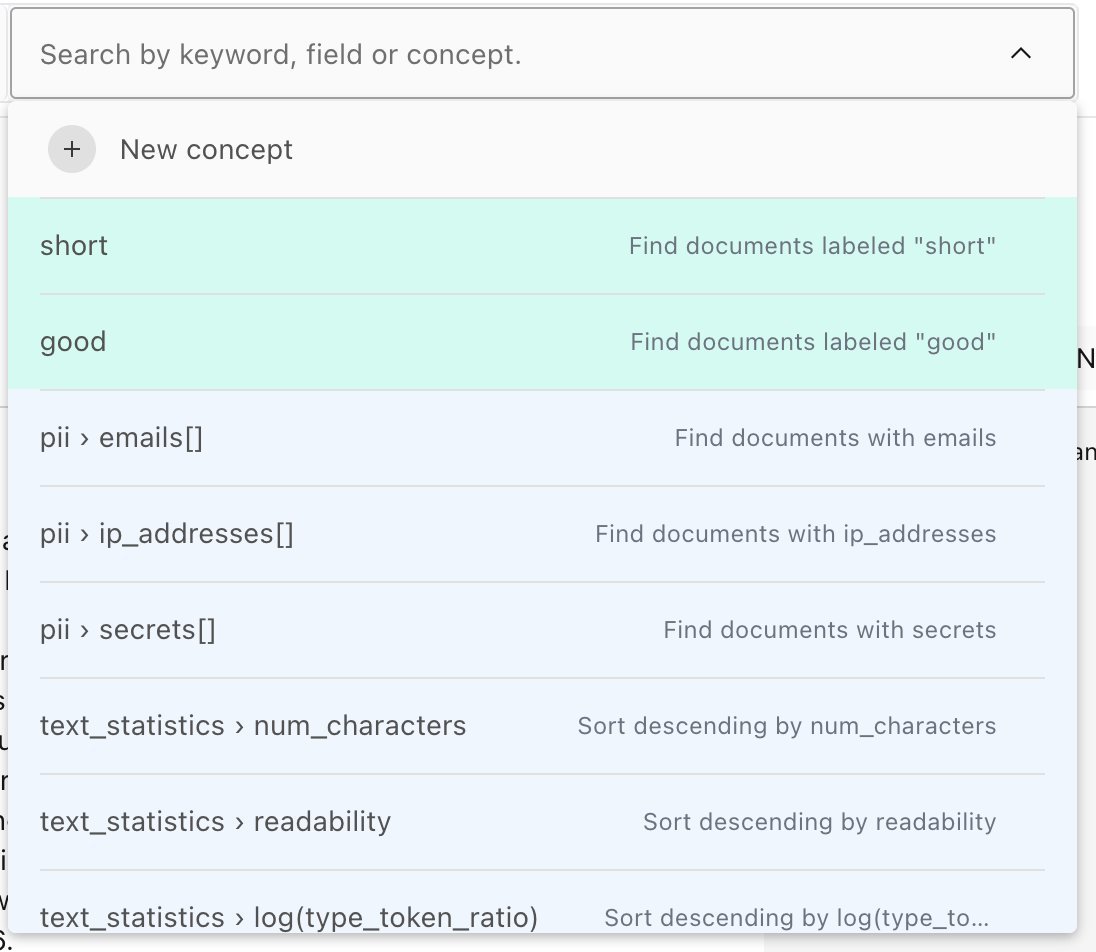 Search by keyword, field or concept.
+ New concept
short Find documents labeled "short"
good Find documents labeled "good"
pii › emails[] Find documents with emails
pii › ip_addresses[] Find documents with ip_addresses
pii › secrets[] Find documents with secrets
text_statistics › num_characters Sort descending by num_characters
text_statistics › readability Sort descending by readability
text_statistics › log(type_token_ratio) Sort descending by log(type_to...